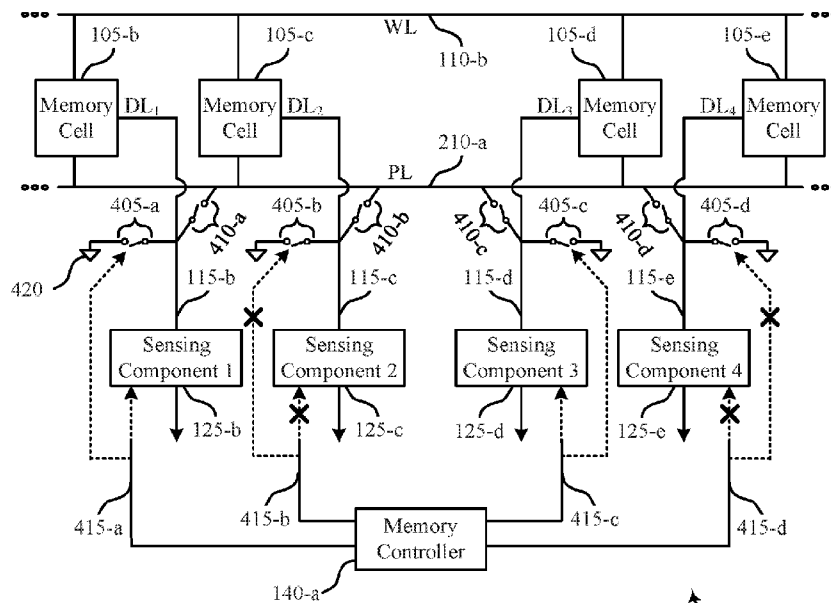 105-b
105-c
105-d
105-e
WL
110-b
Memory
Cell
DL1
Memory
Cell
DL2
DL3
Memory
Cell
DL4
Memory
Cell
210-a
PL
405-a
410-a
405-b
410-b
410-c
405-c
410-d
405-d
420
115-b
115-c
115-d
115-e
Sensing
Component 1
Sensing
Component 2
Sensing
Component 3
Sensing
Component 4
125-b
125-c
125-d
125-e
415-a
415-b
415-c
415-d
Memory
Controller
140-a